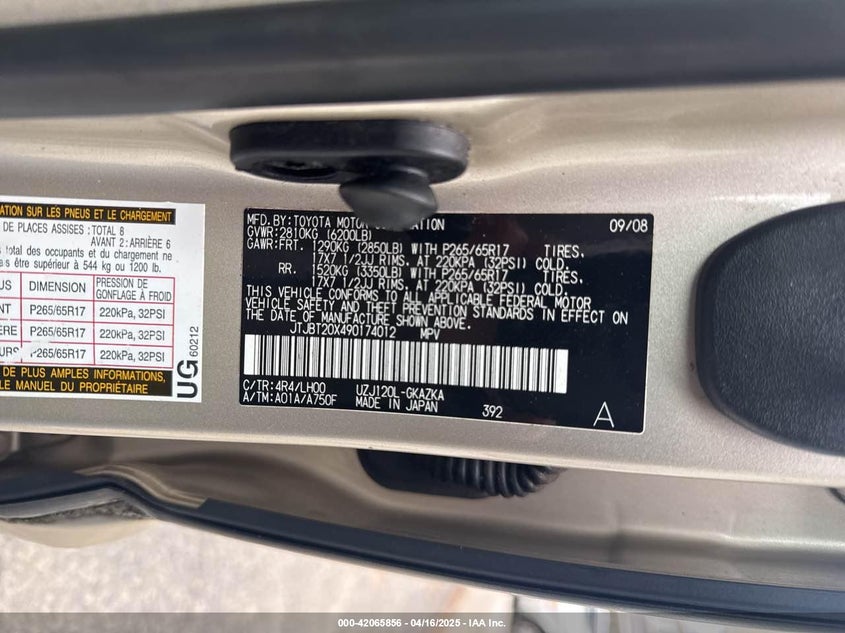 ATION SUR LES PNEUS ET LE CHARGEMENT
DE PLACES ASSISES :TOTAL 8
AVANT 2: ARRIÈRE 6
total des occupants et du chargement ne
is être supérieur à 544 kg ou 1200 lb.
US DIMENSION PRESSION DE GONFLAGE À FROID
NT P265/65R17 220kPa, 32PSI
ÈRE P265/65R17 220kPa, 32PSI
URS P265/65R17 220kPa, 32PSI
DE PLUS AMPLES INFORMATIONS,
LE MANUEL DU PROPRIÉTAIRE
UG 60212
MFD.BY:TOYOTA MOTOR CORPORATION 09/08
GVWR:2810KG (6200LB)
GAWR:FRT. 1290KG (2850LB) WITH P265/65R17 TIRES.
17X7 1/2JJ RIMS. AT 220KPA (32PSI) COLD.
RR. 1520KG (3350LB) WITH P265/65R17 TIRES.
17X7 1/2JJ RIMS. AT 220KPA (32PSI) COLD.
THIS VEHICLE CONFORMS TO ALL APPLICABLE FEDERAL MOTOR
VEHICLE SAFETY AND THEFT PREVENTION STANDARDS IN EFFECT ON
THE DATE OF MANUFACTURE SHOWN ABOVE.
JTJBT20X490174012 MPV
C/TR:4R4/LH00 UZJ120L-GKAZKA
A/TM:A01A/A750F MADE IN JAPAN 392
A
000-42065856 - 04/16/2025 - IAA Inc.